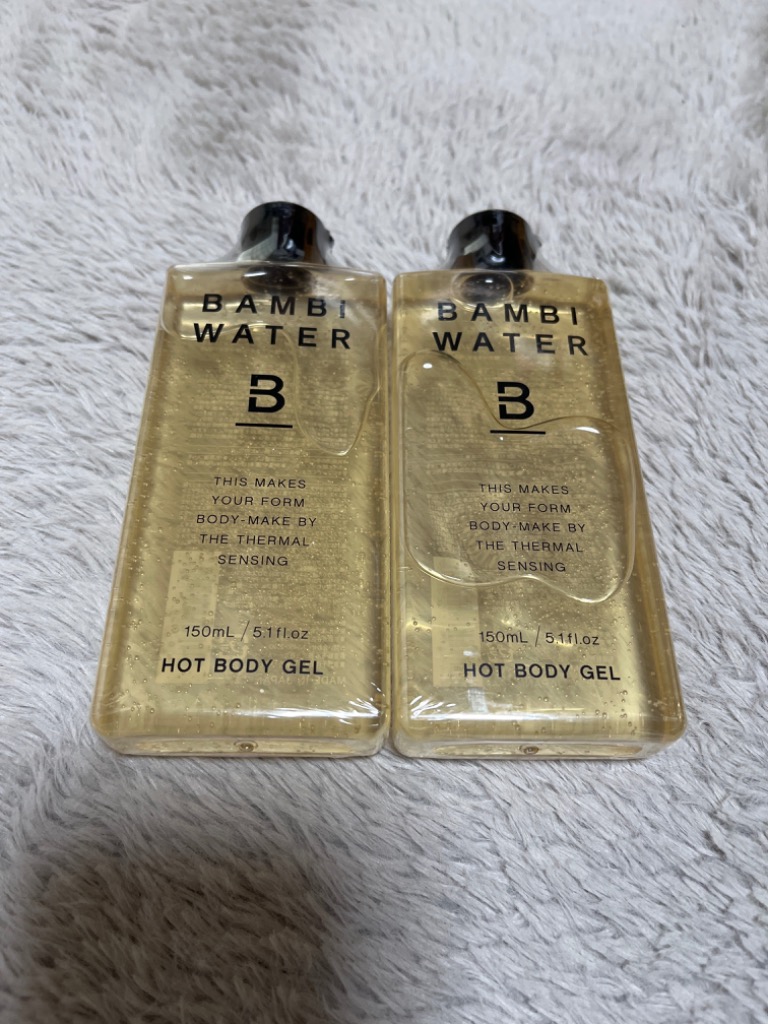 BAMBI
WATER
B
THIS MAKES
YOUR FORM
BODY-MAKE BY
THE THERMAL
SENSING
150mL / 5.1fl.oz
HOT BODY GEL
BAMBI
WATER
B
THIS MAKES
YOUR FORM
BODY-MAKE BY
THE THERMAL
SENSING
150mL / 5.1fl.oz
HOT BODY GEL